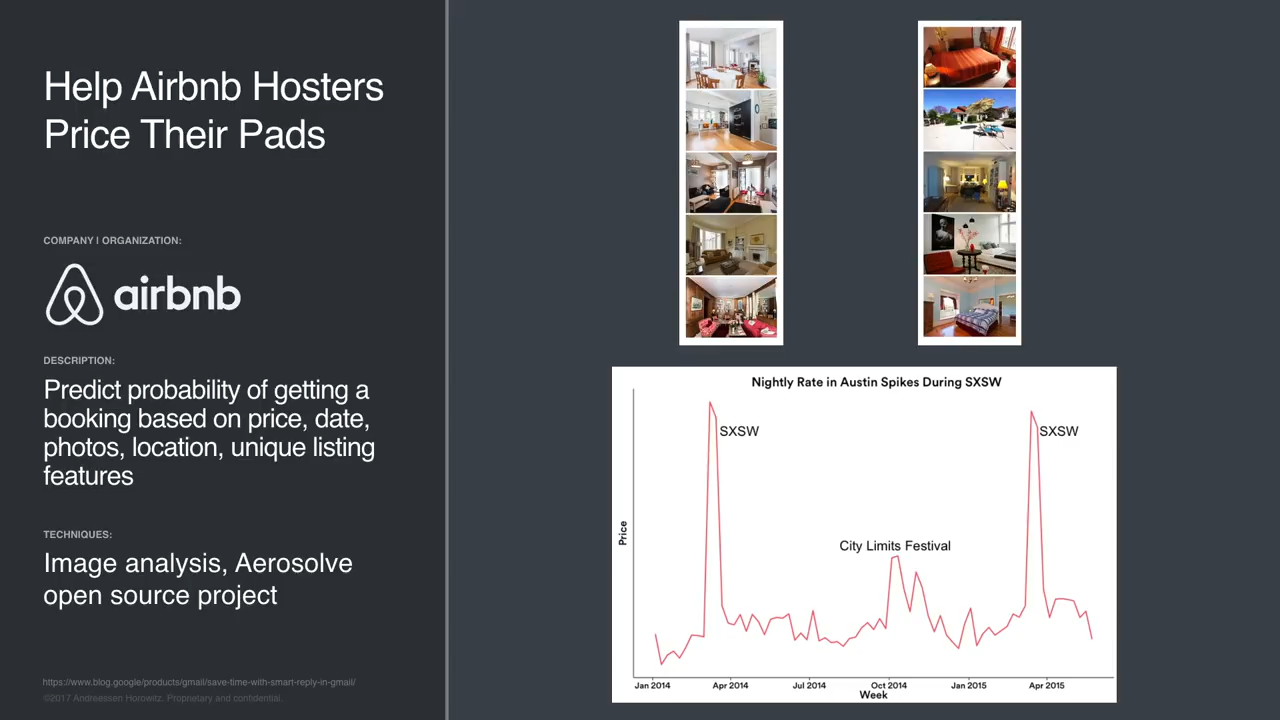 Help Airbnb Hosters
Price Their Pads
COMPANY | ORGANIZATION:
airbnb
DESCRIPTION:
Predict probability of getting a
booking based on price, date,
photos, location, unique listing
features
TECHNIQUES:
Image analysis, Aerosolve
open source project
https://www.blog.google/products/gmail/save-time-with-smart-reply-in-gmail/
©2017 Andreessen Horowitz. Proprietary and confidential.
Nightly Rate in Austin Spikes During SXSW
SXSW
SXSW
City Limits Festival
Price
Jan 2014 Apr 2014 Jul 2014 Oct 2014 Jan 2015 Apr 2015
Week